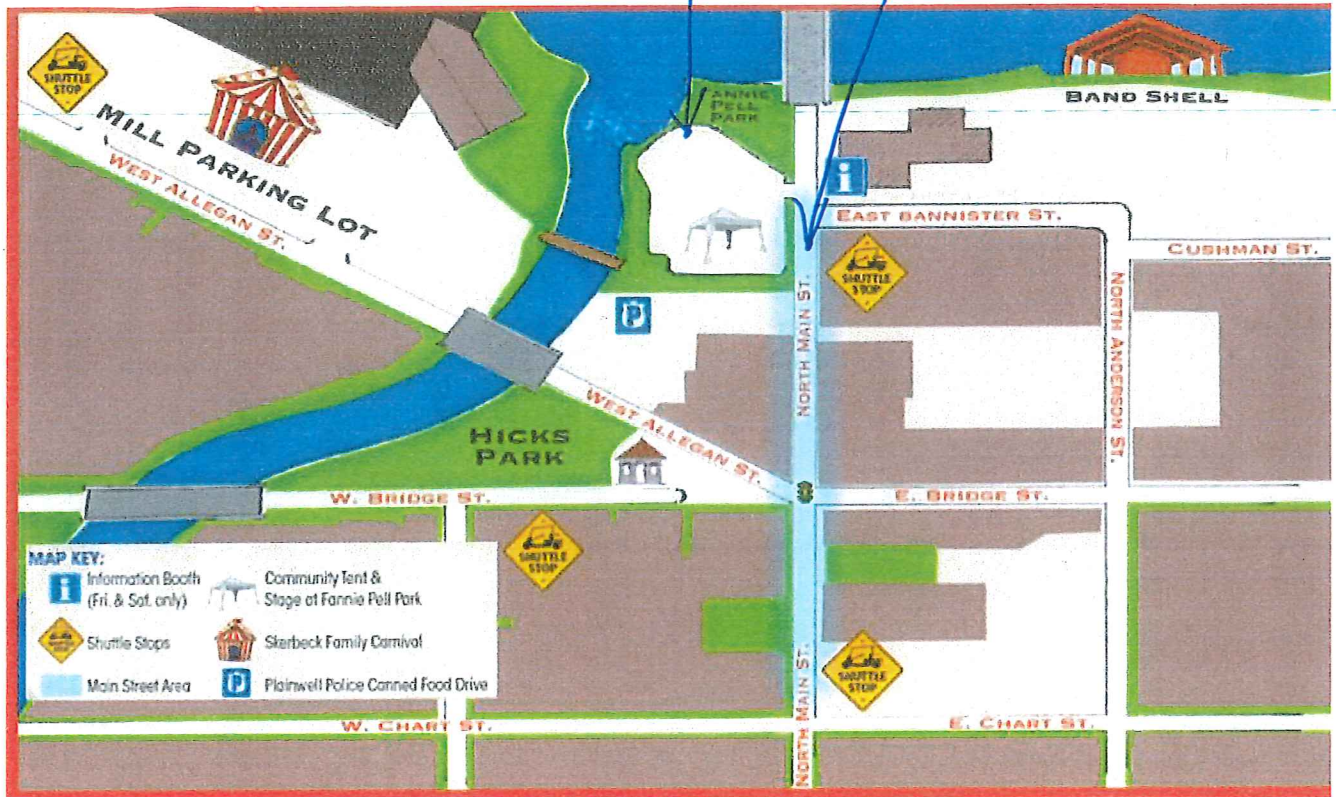 SHUTTLE
STOP
MILL PARKING LOT
WEST ALLEGAN ST.
FANNIE
PELL
PARK
BAND SHELL
i
EAST BANNISTER ST.
CUSHMAN ST.
SHUTTLE
STOP
P
NORTH MAIN ST.
NORTH ANDERSON ST.
WEST ALLEGAN ST.
HICKS
PARK
W. BRIDGE ST.
E. BRIDGE ST.
SHUTTLE
STOP
MAP KEY:
i Information Booth
(Fri. & Sat. only)
Community Tent &
Stage at Fannie Pell Park
Shuttle Stops
Skerbeck Family Carnival
Main Street Area
P Plainwell Police Canned Food Drive
SHUTTLE
STOP
NORTH MAIN ST.
W. CHART ST.
E. CHART ST.